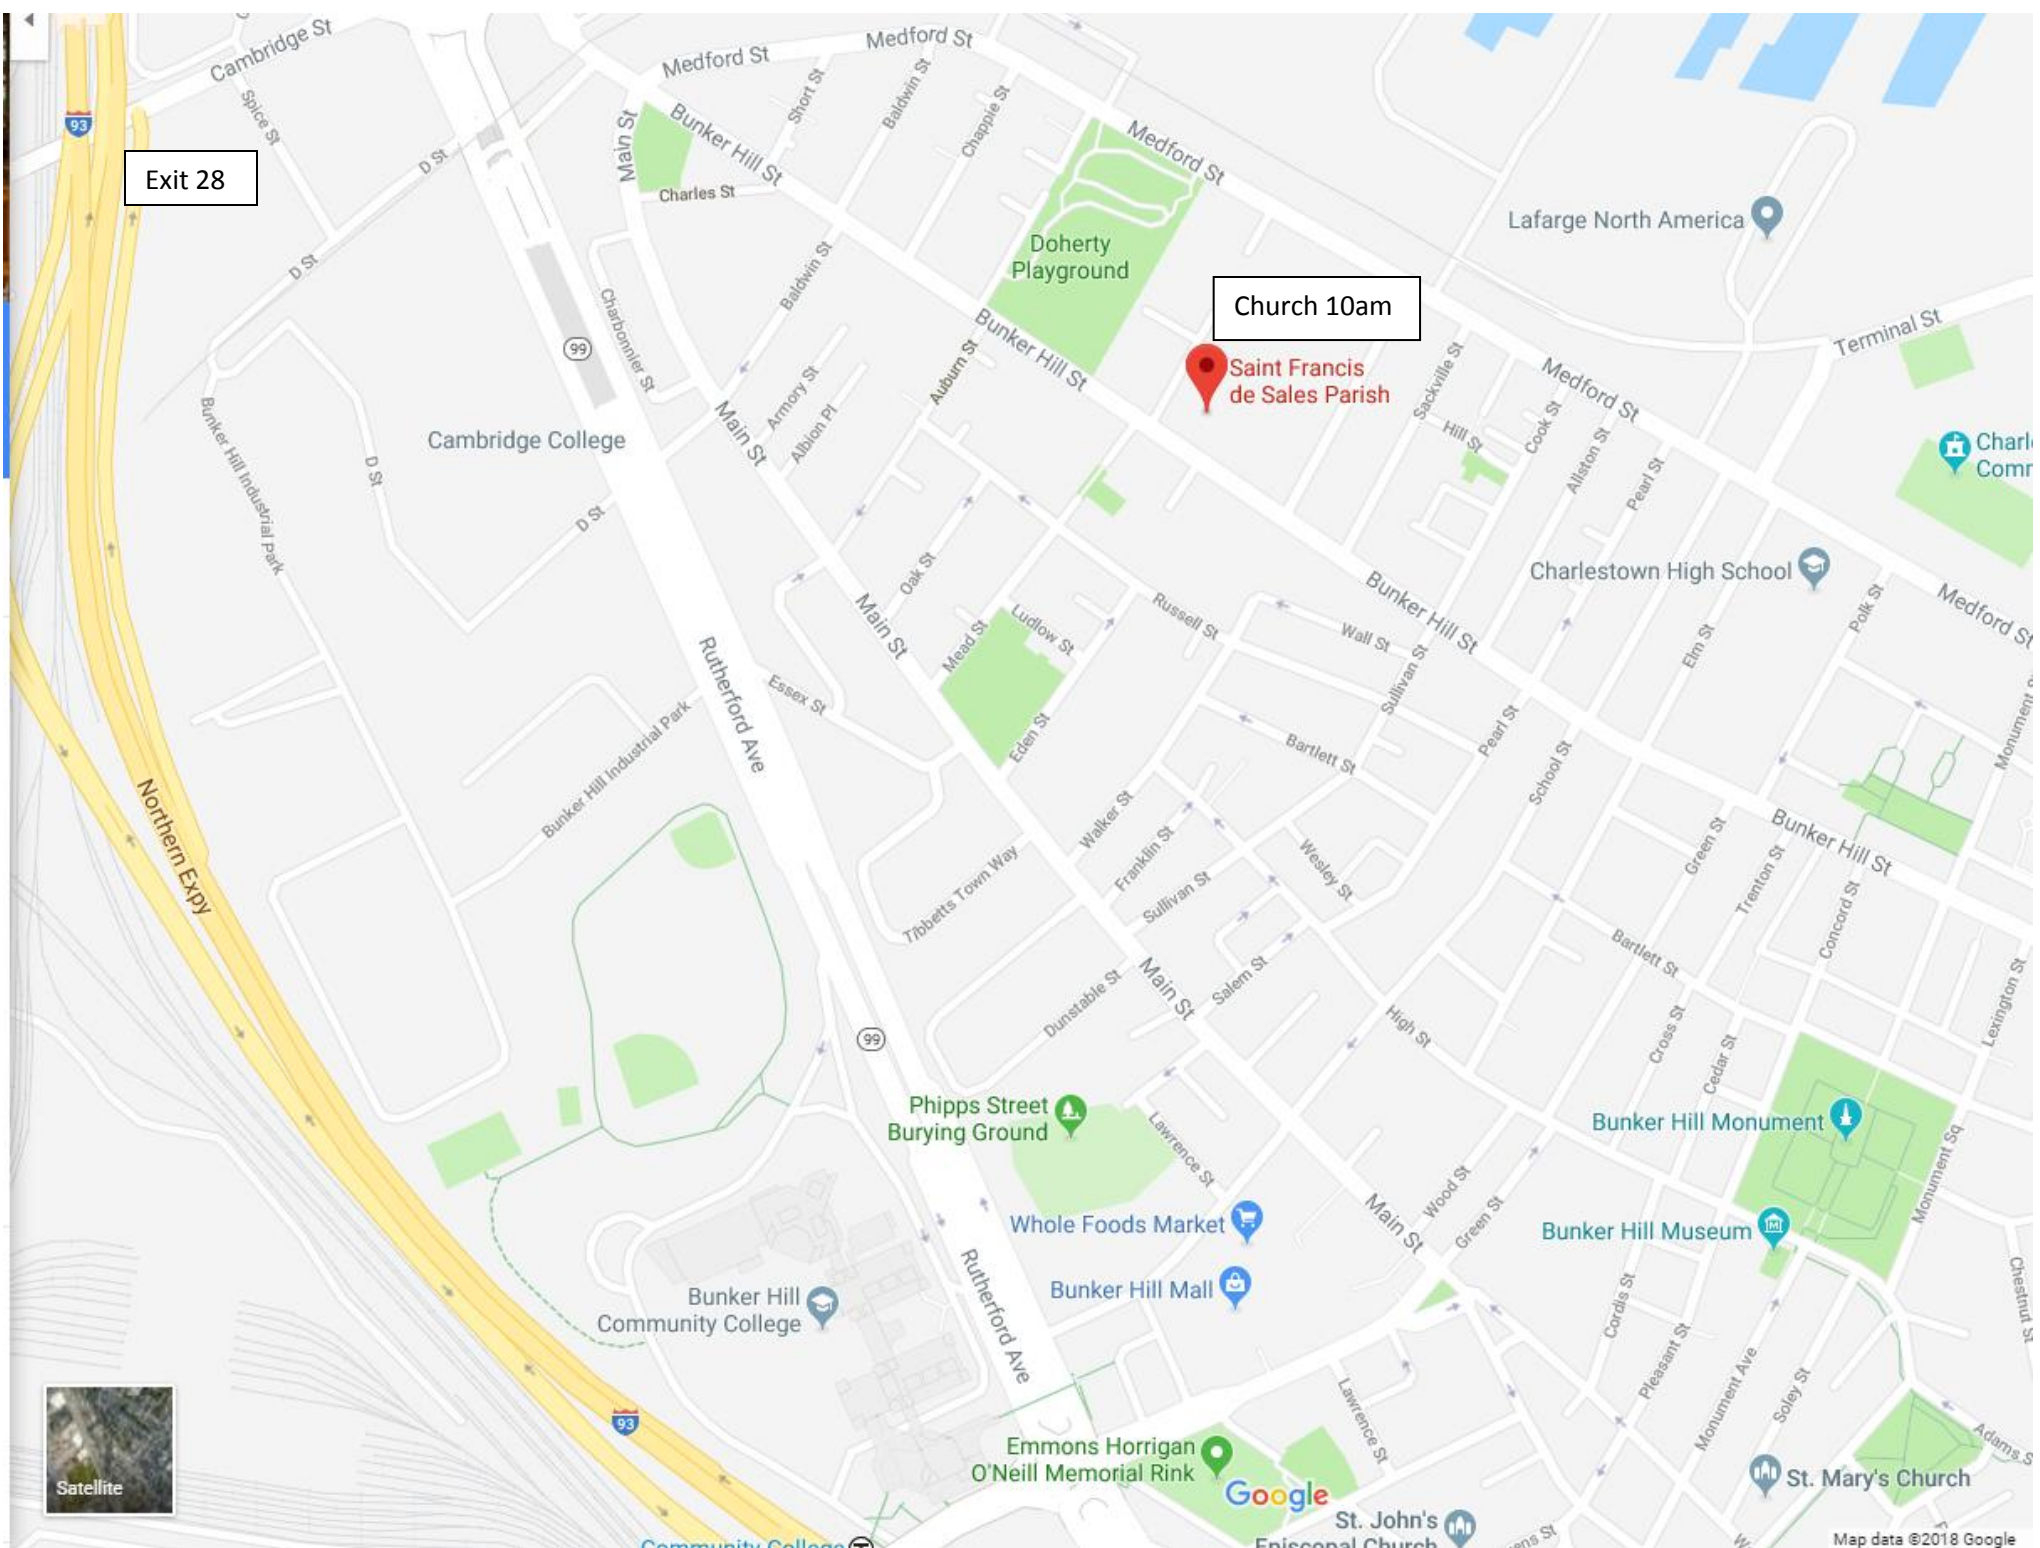 Cambridge St
Medford St
Medford St
93
Spice St
Main St
Bunker Hill St
Short St
Baldwin St
Chappie St
Medford St
Exit 28
D St
Charles St
Lafarge North America
D St
Doherty
Playground
Baldwin St
Charbonnier St
Church 10am
Bunker Hill St
Terminal St
99
Saint Francis
de Sales Parish
Auburn St
Armory St
Albion Pl
Main St
Sackville St
Medford St
Hill St
Cook St
Allston St
Pearl St
Cambridge College
Bunker Hill Industrial Park
D St
D St
Oak St
Charlestown High School
Bunker Hill St
Medford St
Polk St
Main St
Mead St
Ludlow St
Russell St
Wall St
Elm St
Sullivan St
Rutherford Ave
Essex St
Eden St
Bartlett St
Pearl St
School St
Monument
Bunker Hill Industrial Park
Northern Expy
Walker St
Franklin St
Sullivan St
Wesley St
Green St
Trenton St
Bunker Hill St
Tibbetts Town Way
Concord St
Bartlett St
Main St
Salem St
Dunstable St
High St
Lexington St
Cross St
Cedar St
99
Phipps Street
Burying Ground
Lawrence St
Bunker Hill Monument
Monument Sq
Wood St
Green St
Main St
Whole Foods Market
Bunker Hill Museum
Bunker Hill Mall
Rutherford Ave
Bunker Hill
Community College
Cordis St
Pleasant St
Monument Ave
Soley St
Chestnut St
Lawrence St
93
Emmons Horrigan
O'Neill Memorial Rink
Google
Adams S
St. Mary's Church
Satellite
St. John's
Episcopal Church
Community College
Map data ©2018 Google